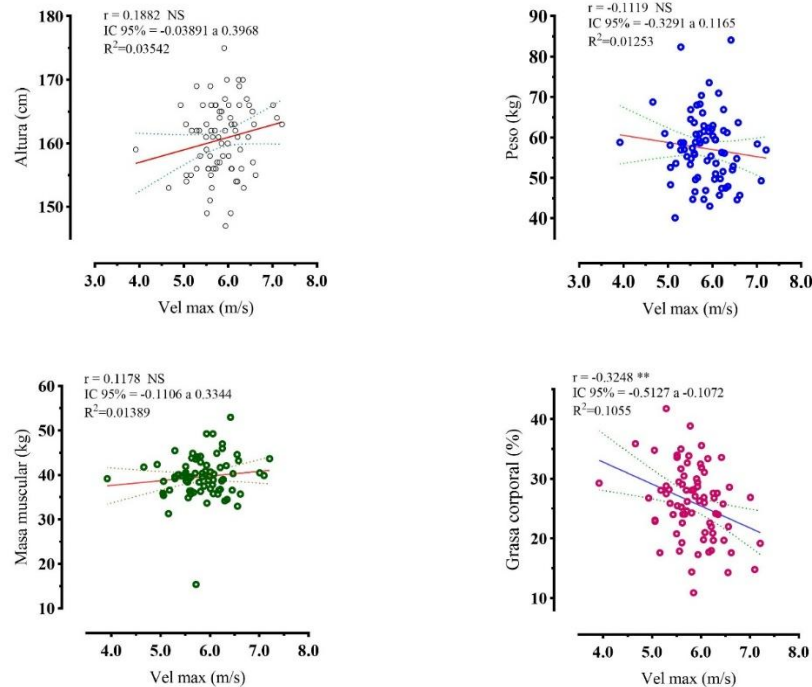 r = 0.1882 NS
IC 95% = -0.03891 a 0.3968
R²=0.03542
180
170
160
150
Altura (cm)
3.0 4.0 5.0 6.0 7.0 8.0
Vel max (m/s)
r = -0.1119 NS
IC 95% = -0.3291 a 0.1165
R²=0.01253
90
80
70
60
50
40
Peso (kg)
3.0 4.0 5.0 6.0 7.0 8.0
Vel max (m/s)
r = 0.1178 NS
IC 95% = -0.1106 a 0.3344
R²=0.01389
60
50
40
30
20
10
Masa muscular (kg)
4.0 5.0 6.0 7.0 8.0
Vel max (m/s)
r = -0.3248 **
IC 95% = -0.5127 a -0.1072
R²=0.1055
40
30
20
10
Grasa corporal (%)
4.0 5.0 6.0 7.0 8.0
Vel max (m/s)